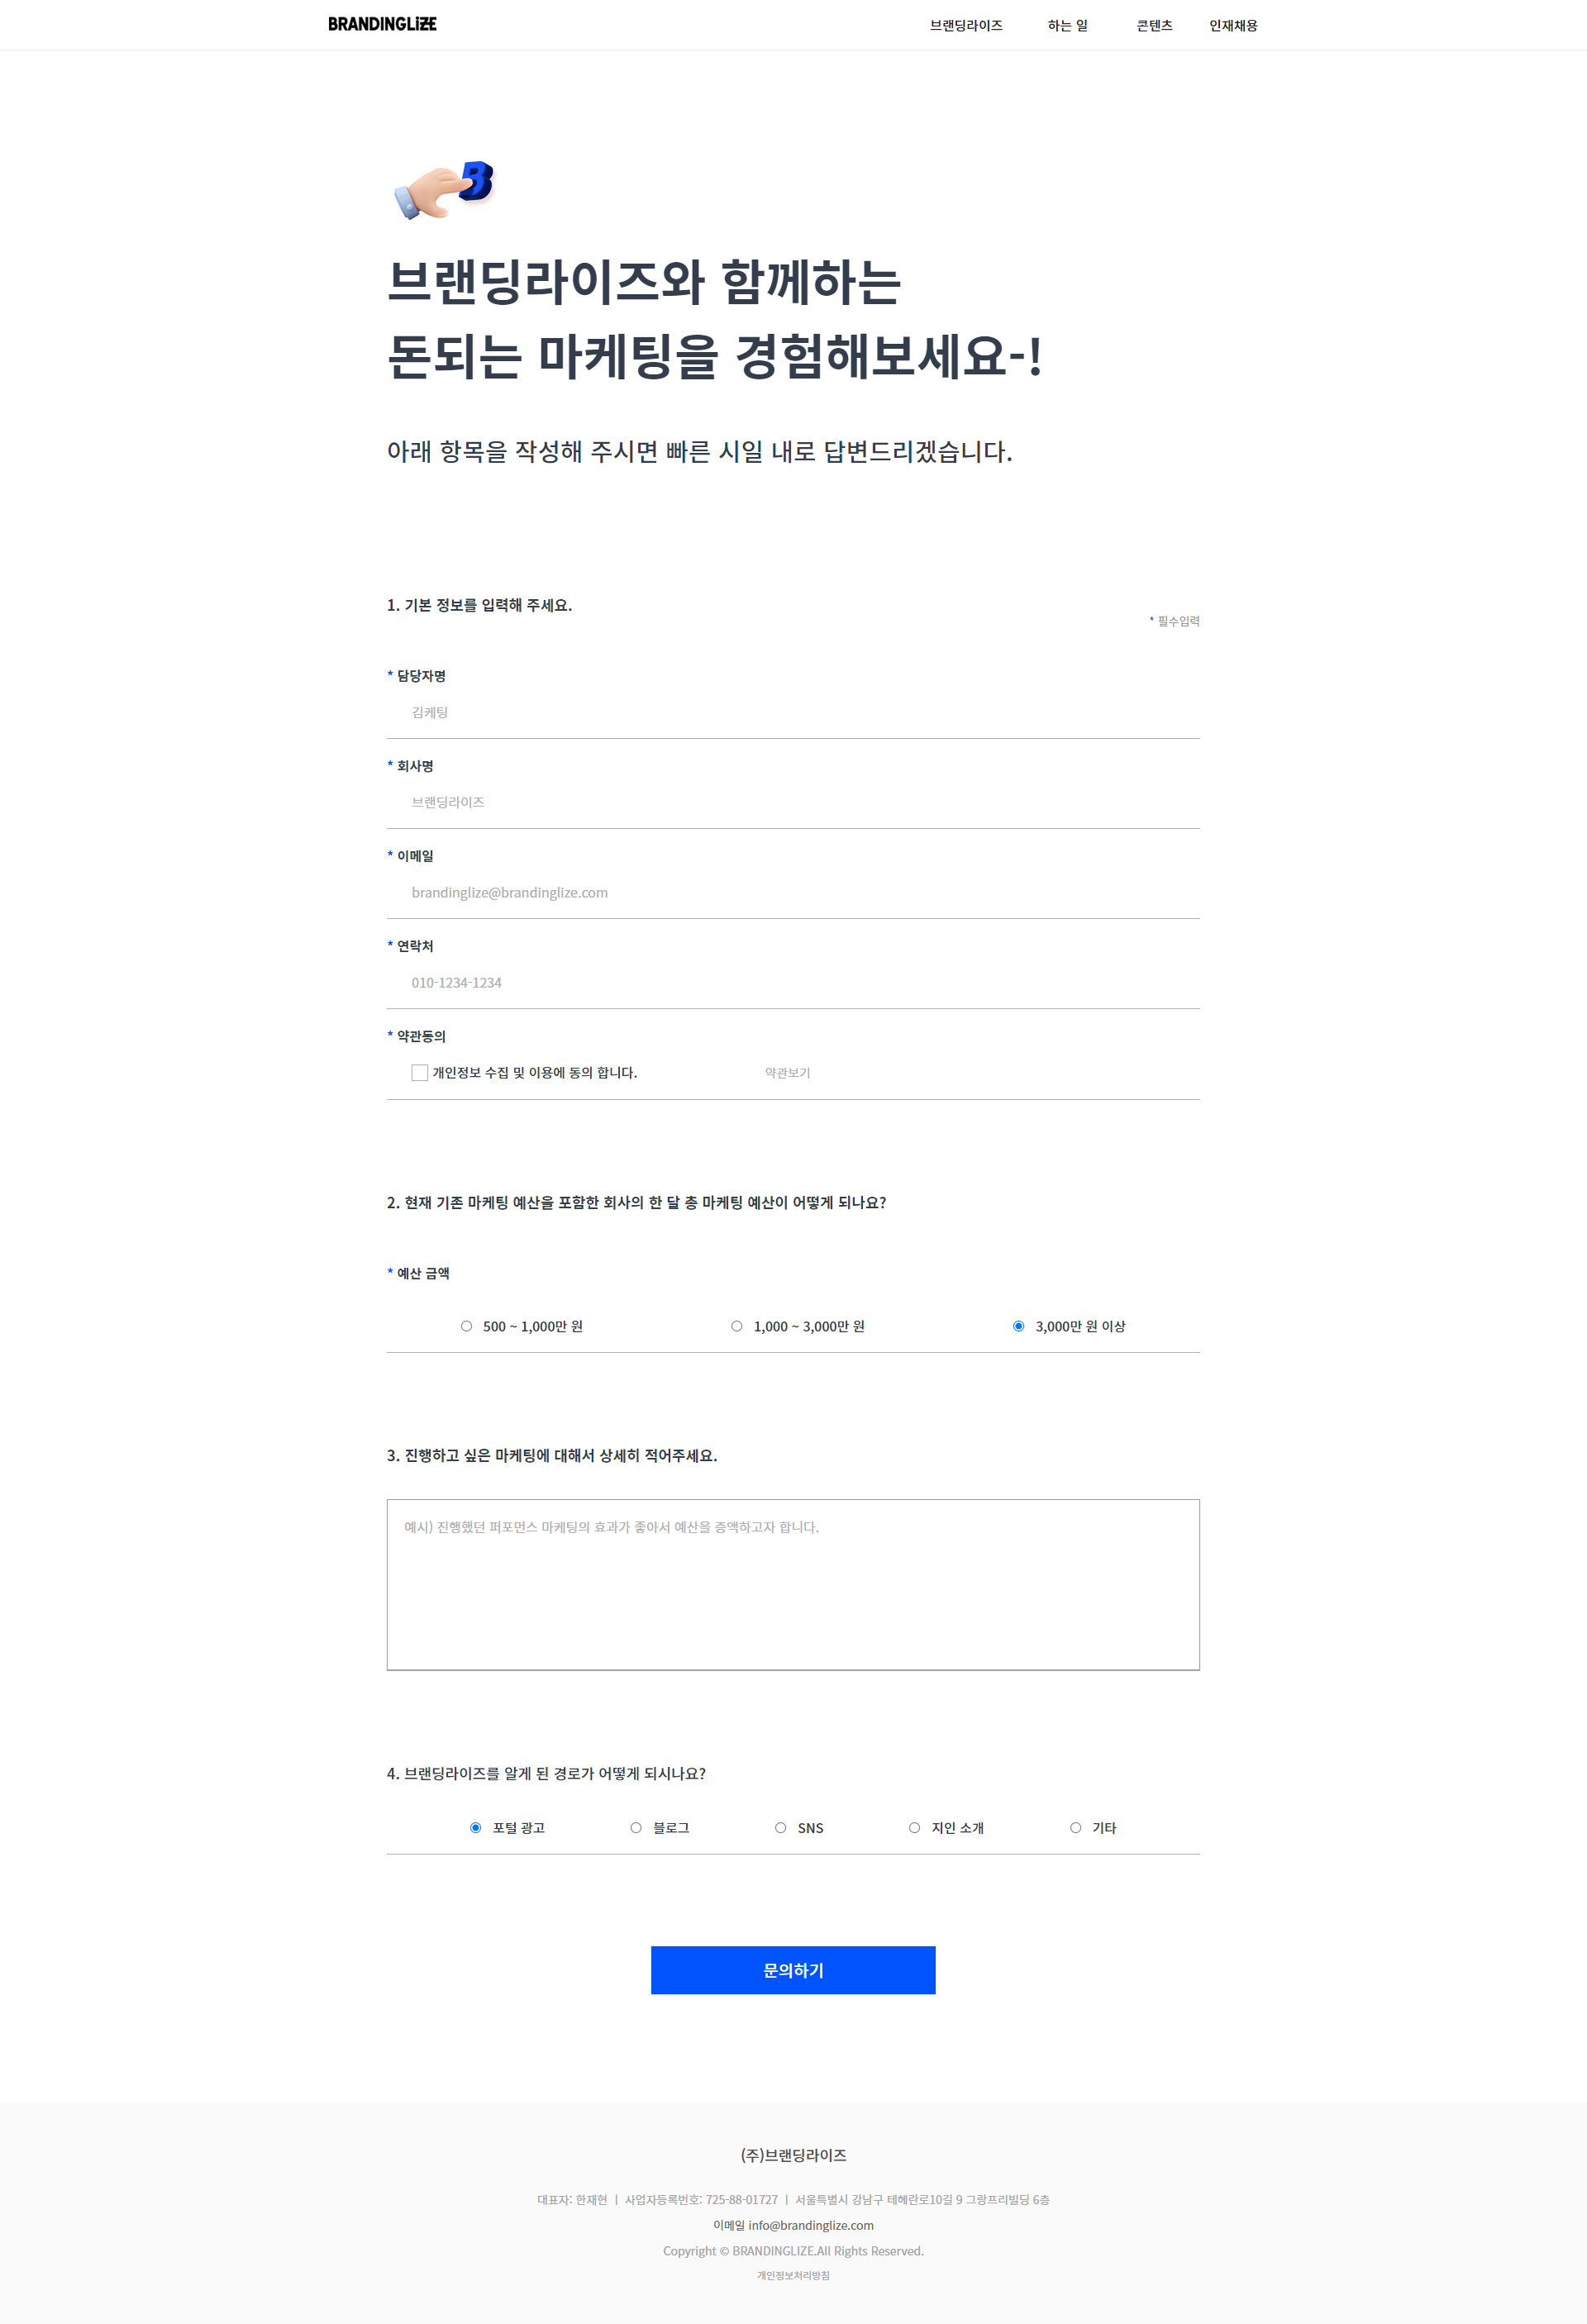 BRANDINGLiZE
브랜딩라이즈 하는 일 콘텐츠 인재채용
B
브랜딩라이즈와 함께하는
돈되는 마케팅을 경험해보세요-!
아래 항목을 작성해 주시면 빠른 시일 내로 답변드리겠습니다.
1. 기본 정보를 입력해 주세요.
* 필수입력
* 담당자명
김케팅
* 회사명
브랜딩라이즈
* 이메일
brandinglize@brandinglize.com
* 연락처
010-1234-1234
* 약관동의
개인정보 수집 및 이용에 동의 합니다. 약관보기
2. 현재 기존 마케팅 예산을 포함한 회사의 한 달 총 마케팅 예산이 어떻게 되나요?
* 예산 금액
500 ~ 1,000만 원 1,000 ~ 3,000만 원 3,000만 원 이상
3. 진행하고 싶은 마케팅에 대해서 상세히 적어주세요.
예시) 진행했던 퍼포먼스 마케팅의 효과가 좋아서 예산을 증액하고자 합니다.
4. 브랜딩라이즈를 알게 된 경로가 어떻게 되시나요?
포털 광고 블로그 SNS 지인 소개 기타
문의하기
(주)브랜딩라이즈
대표자: 한재현 ㅣ 사업자등록번호: 725-88-01727 ㅣ 서울특별시 강남구 테헤란로10길 9 그랑프리빌딩 6층
이메일 info@brandinglize.com
Copyright © BRANDINGLIZE.All Rights Reserved.
개인정보처리방침